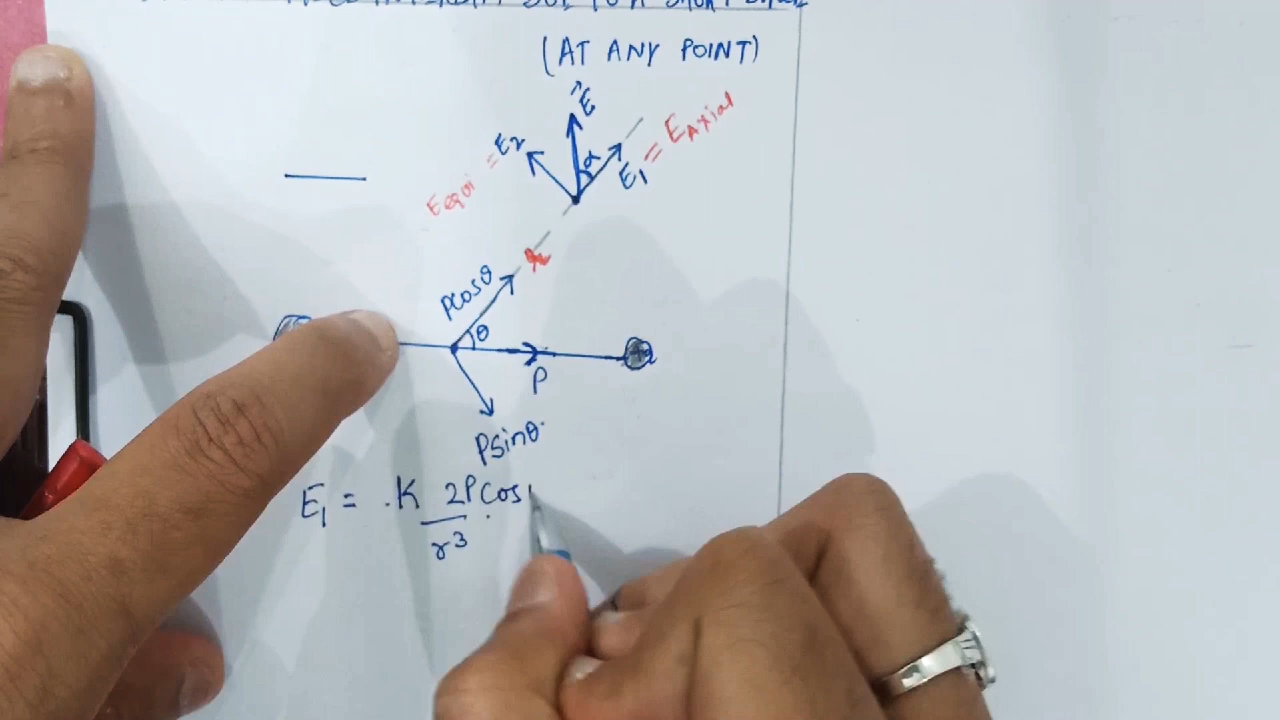 (AT ANY POINT)
E
E2 = Eequi
E1 = EAxial
α
r
Pcosθ
θ
P
Psinθ
E1 = K 2PCos
r3